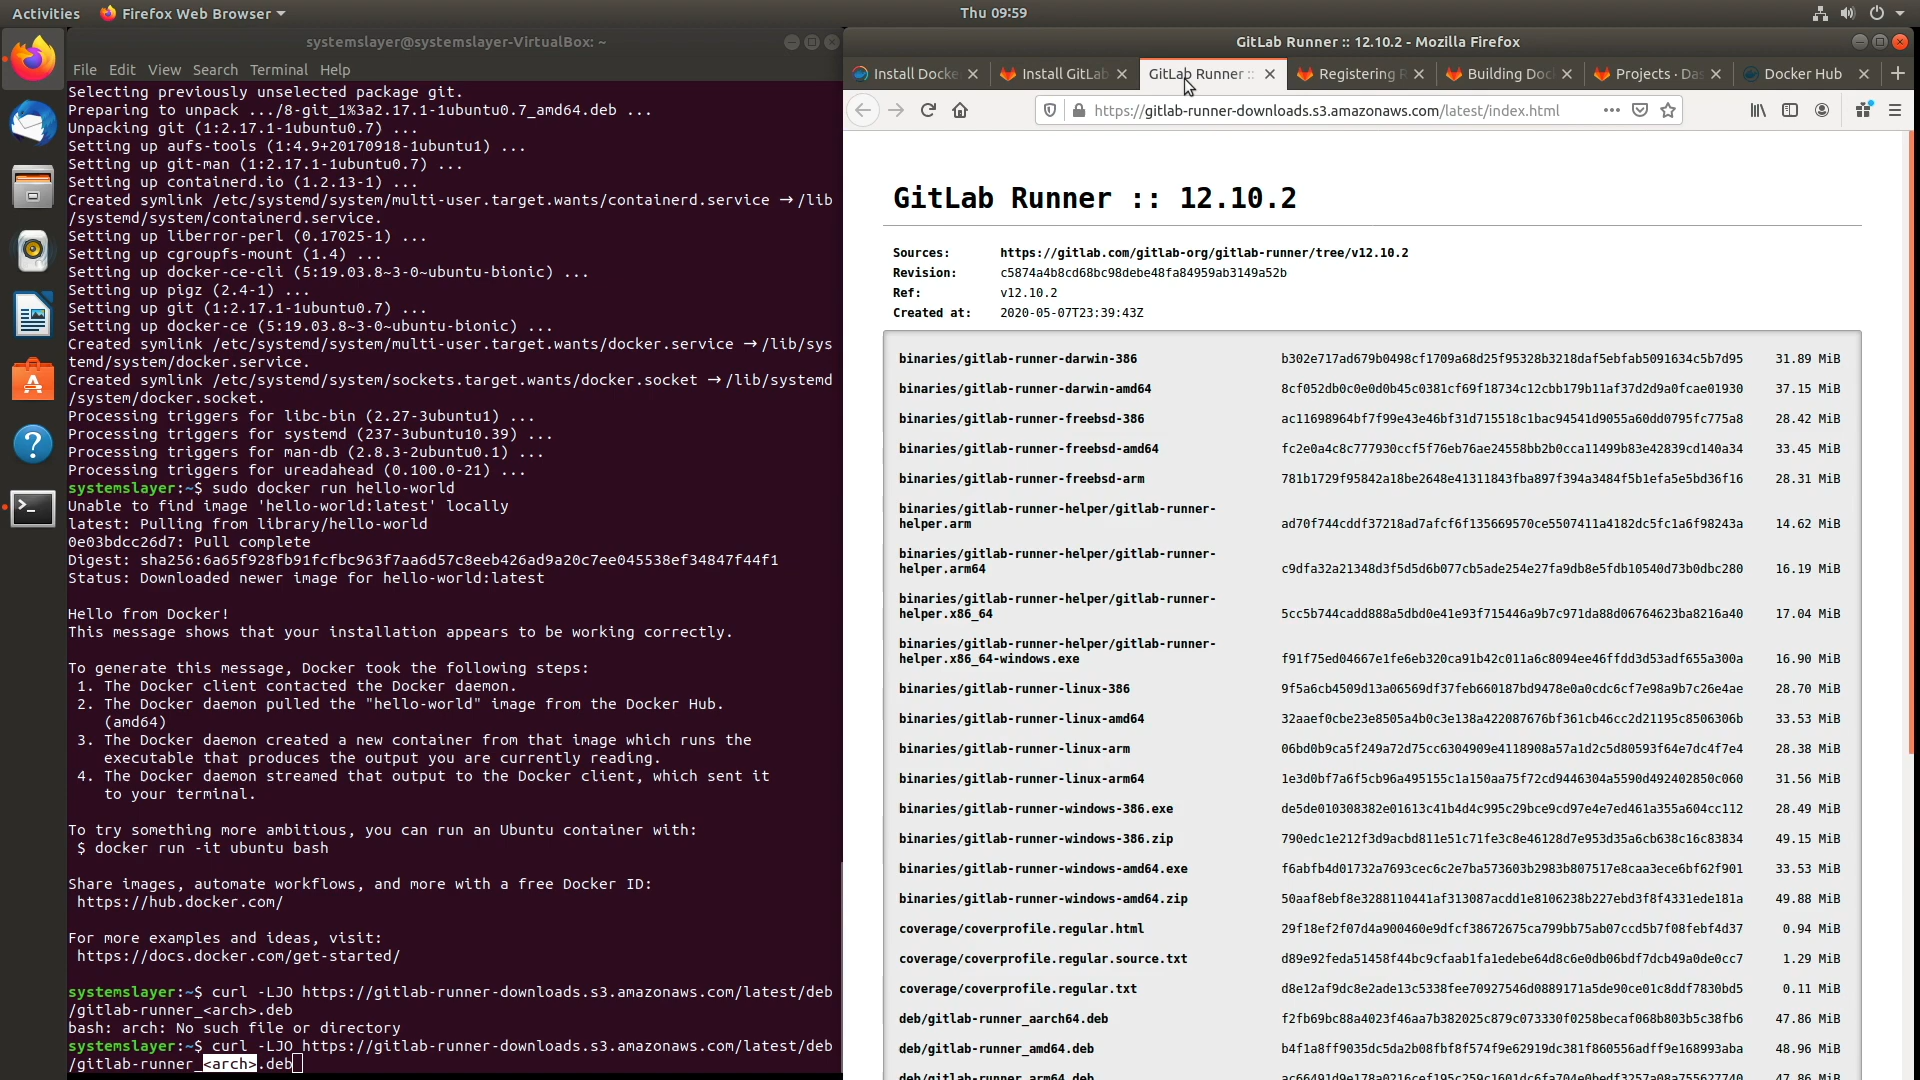 Activities
Firefox Web Browser
Thu 09:59
systemslayer@systemslayer-VirtualBox: ~
File Edit View Search Terminal Help
Selecting previously unselected package git.
Preparing to unpack .../8-git_1%3a2.17.1-1ubuntu0.7_amd64.deb ...
Unpacking git (1:2.17.1-1ubuntu0.7) ...
Setting up aufs-tools (1:4.9+20170918-1ubuntu1) ...
Setting up git-man (1:2.17.1-1ubuntu0.7) ...
Setting up containerd.io (1.2.13-1) ...
Created symlink /etc/systemd/system/multi-user.target.wants/containerd.service → /lib
/systemd/system/containerd.service.
Setting up liberror-perl (0.17025-1) ...
Setting up cgroupfs-mount (1.4) ...
Setting up docker-ce-cli (5:19.03.8~3-0~ubuntu-bionic) ...
Setting up pigz (2.4-1) ...
Setting up git (1:2.17.1-1ubuntu0.7) ...
Setting up docker-ce (5:19.03.8~3-0~ubuntu-bionic) ...
Created symlink /etc/systemd/system/multi-user.target.wants/docker.service → /lib/sys
temd/system/docker.service.
Created symlink /etc/systemd/system/sockets.target.wants/docker.socket → /lib/systemd
/system/docker.socket.
Processing triggers for libc-bin (2.27-3ubuntu1) ...
Processing triggers for systemd (237-3ubuntu10.39) ...
Processing triggers for man-db (2.8.3-2ubuntu0.1) ...
Processing triggers for ureadahead (0.100.0-21) ...
systemslayer:~$ sudo docker run hello-world
Unable to find image 'hello-world:latest' locally
latest: Pulling from library/hello-world
0e03bdcc26d7: Pull complete
Digest: sha256:6a65f928fb91fcfbc963f7aa6d57c8eeb426ad9a20c7ee045538ef34847f44f1
Status: Downloaded newer image for hello-world:latest
Hello from Docker!
This message shows that your installation appears to be working correctly.
To generate this message, Docker took the following steps:
1. The Docker client contacted the Docker daemon.
2. The Docker daemon pulled the "hello-world" image from the Docker Hub.
(amd64)
3. The Docker daemon created a new container from that image which runs the
executable that produces the output you are currently reading.
4. The Docker daemon streamed that output to the Docker client, which sent it
to your terminal.
To try something more ambitious, you can run an Ubuntu container with:
$ docker run -it ubuntu bash
Share images, automate workflows, and more with a free Docker ID:
https://hub.docker.com/
For more examples and ideas, visit:
https://docs.docker.com/get-started/
systemslayer:~$ curl -LJO https://gitlab-runner-downloads.s3.amazonaws.com/latest/deb
/gitlab-runner_<arch>.deb
bash: arch: No such file or directory
systemslayer:~$ curl -LJO https://gitlab-runner-downloads.s3.amazonaws.com/latest/deb
/gitlab-runner_<arch>.deb
GitLab Runner :: 12.10.2 - Mozilla Firefox
Install Docke
Install GitLab
GitLab Runner ::
Registering R
Building Doc
Projects · Das
Docker Hub
https://gitlab-runner-downloads.s3.amazonaws.com/latest/index.html
GitLab Runner :: 12.10.2
Sources: https://gitlab.com/gitlab-org/gitlab-runner/tree/v12.10.2
Revision: c5874a4b8cd68bc98debe48fa84959ab3149a52b
Ref: v12.10.2
Created at: 2020-05-07T23:39:43Z
binaries/gitlab-runner-darwin-386 b302e717ad679b0498cf1709a68d25f95328b3218daf5ebfab5091634c5b7d95 31.89 MiB
binaries/gitlab-runner-darwin-amd64 8cf052db0c0e0d0b45c0381cf69f18734c12cbb179b11af37d2d9a0fcae01930 37.15 MiB
binaries/gitlab-runner-freebsd-386 ac11698964bf7f99e43e46bf31d715518c1bac94541d9055a60dd0795fc775a8 28.42 MiB
binaries/gitlab-runner-freebsd-amd64 fc2e0a4c8c777930ccf5f76eb76ae24558bb2b0cca11499b83e42839cd140a34 33.45 MiB
binaries/gitlab-runner-freebsd-arm 781b1729f95842a18be2648e41311843fba897f394a3484f5b1efa5e5bd36f16 28.31 MiB
binaries/gitlab-runner-helper/gitlab-runner-
helper.arm ad70f744cddf37218ad7afcf6f135669570ce5507411a4182dc5fc1a6f98243a 14.62 MiB
binaries/gitlab-runner-helper/gitlab-runner-
helper.arm64 c9dfa32a21348d3f5d5d6b077cb5ade254e27fa9db8e5fdb10540d73b0dbc280 16.19 MiB
binaries/gitlab-runner-helper/gitlab-runner-
helper.x86_64 5cc5b744cadd888a5dbd0e41e93f715446a9b7c971da88d06764623ba8216a40 17.04 MiB
binaries/gitlab-runner-helper/gitlab-runner-
helper.x86_64-windows.exe f91f75ed04667e1fe6eb320ca91b42c011a6c8094ee46ffdd3d53adf655a300a 16.90 MiB
binaries/gitlab-runner-linux-386 9f5a6cb4509d13a06569df37feb660187bd9478e0a0cdc6cf7e98a9b7c26e4ae 28.70 MiB
binaries/gitlab-runner-linux-amd64 32aaef0cbe23e8505a4b0c3e138a422087676bf361cb46cc2d21195c8506306b 33.53 MiB
binaries/gitlab-runner-linux-arm 06bd0b9ca5f249a72d75cc6304909e4118908a57a1d2c5d80593f64e7dc4f7e4 28.38 MiB
binaries/gitlab-runner-linux-arm64 1e3d0bf7a6f5cb96a495155c1a150aa75f72cd9446304a5590d492402850c060 31.56 MiB
binaries/gitlab-runner-windows-386.exe de5de010308382e01613c41b4d4c995c29bce9cd97e4e7ed461a355a604cc112 28.49 MiB
binaries/gitlab-runner-windows-386.zip 790edc1e212f3d9acbd811e51c71fe3c8e46128d7e953d35a6cb638c16c83834 49.15 MiB
binaries/gitlab-runner-windows-amd64.exe f6abfb4d01732a7693cec6c2e7ba573603b2983b807517e8caa3ece6bf62f901 33.53 MiB
binaries/gitlab-runner-windows-amd64.zip 50aaf8ebf8e3288110441af313087acdd1e8106238b227ebd3f8f4331ede181a 49.88 MiB
coverage/coverprofile.regular.html 29f18ef2f07d4a900460e9dfcf38672675ca799bb75ab07ccd5b7f08febf4d37 0.94 MiB
coverage/coverprofile.regular.source.txt d89e92feda51458f44bc9cfaab1fa1edebe64d8c6e0db06bdf7dcb49a0de0cc7 1.29 MiB
coverage/coverprofile.regular.txt d8e12af9dc8e2ade13c5338fee70927546d0889171a5de90ce01c8ddf7830bd5 0.11 MiB
deb/gitlab-runner_aarch64.deb f2fb69bc88a4023f46aa7b382025c879c073330f0258becaf068b803b5c38fb6 47.86 MiB
deb/gitlab-runner_amd64.deb b4f1a8ff9035dc5da2b08fbf8f574f9e62919dc381f860556adff9e168993aba 48.96 MiB
deb/gitlab-runner_arm64.deb 47.86 MiB